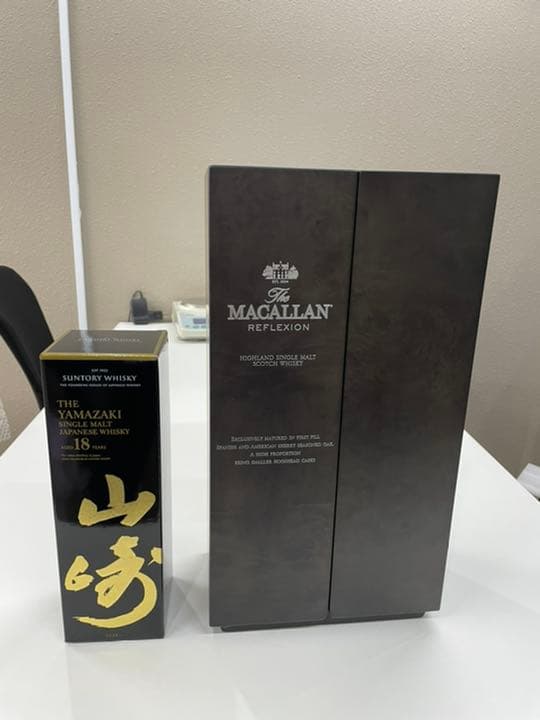 SUNTORY WHISKY
THE
YAMAZAKI
SINGLE MALT
JAPANESE WHISKY
AGED 18 YEARS
山
崎
EST. 1824
The
MACALLAN
REFLEXION
HIGHLAND SINGLE MALT
SCOTCH WHISKY
EXCLUSIVELY MATURED IN FIRST FILL
SPANISH AND AMERICAN SHERRY SEASONED OAK,
A HIGH PROPORTION
BEING SMALLER HOGSHEAD CASKS